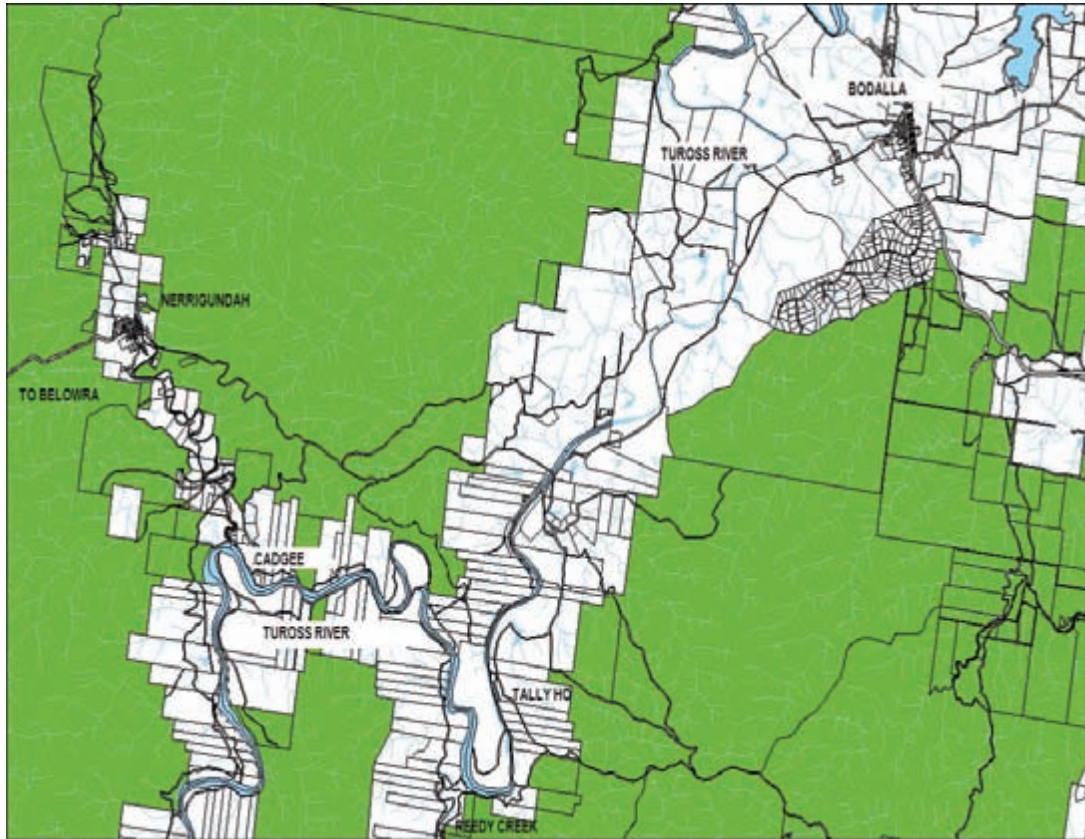 BODALLA
TUROSS RIVER
NERRIGUNDAH
TO BELOWRA
CADGEE
TUROSS RIVER
TALLY HO
REEDY CREEK